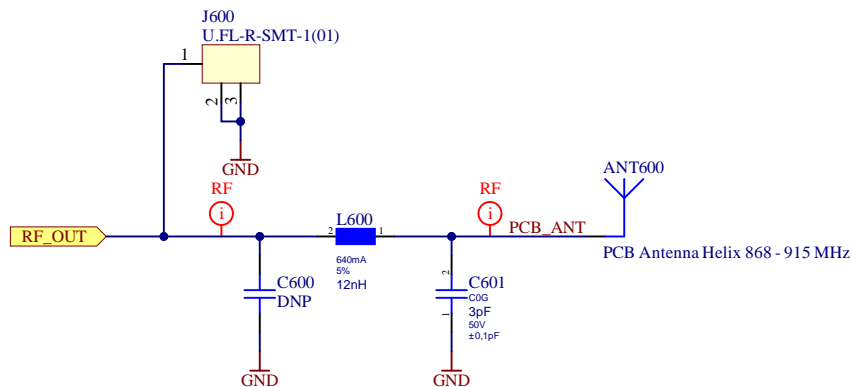 J600
U.FL-R-SMT-1(01)
1
2
3
GND
RF
RF
ANT600
RF_OUT
2
L600
1
PCB_ANT
640mA
5%
12nH
PCB Antenna Helix 868 - 915 MHz
C600
DNP
2
C601
C0G
3pF
50V
±0,1pF
1
GND
GND